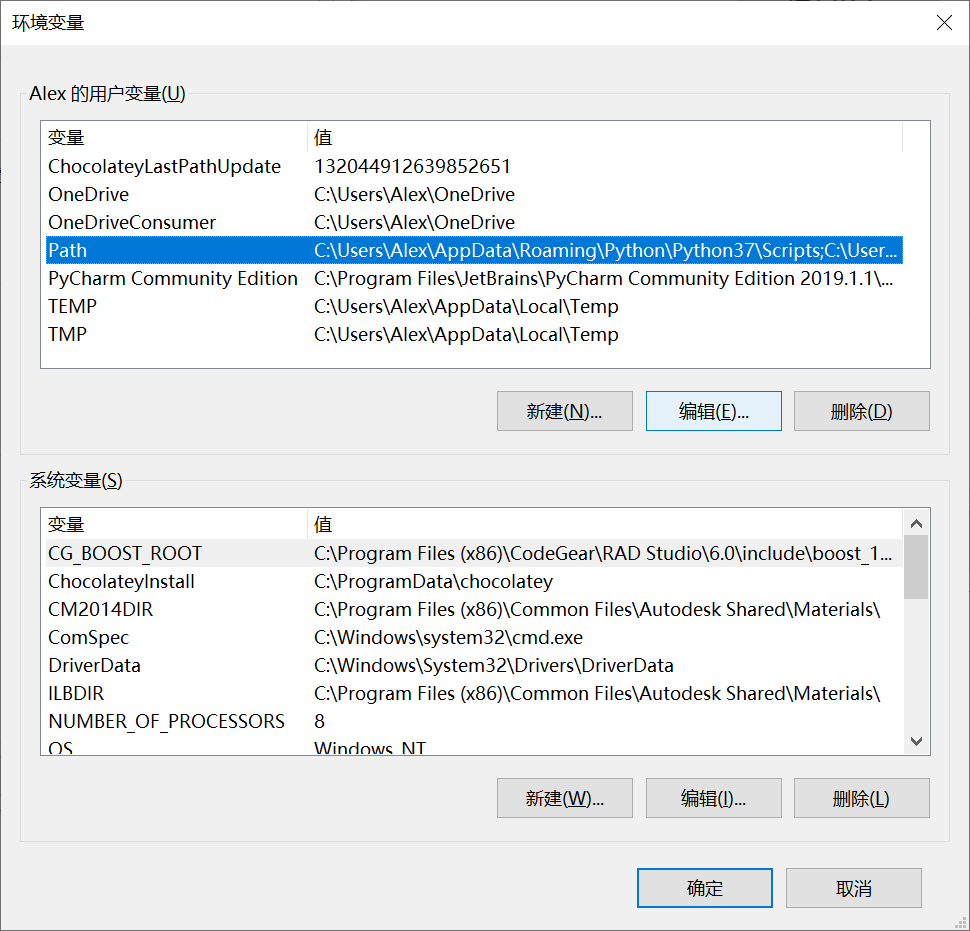 环境变量
Alex 的用户变量(U)
变量 值
ChocolateyLastPathUpdate 132044912639852651
OneDrive C:\Users\Alex\OneDrive
OneDriveConsumer C:\Users\Alex\OneDrive
Path C:\Users\Alex\AppData\Roaming\Python\Python37\Scripts;C:\User...
PyCharm Community Edition C:\Program Files\JetBrains\PyCharm Community Edition 2019.1.1\...
TEMP C:\Users\Alex\AppData\Local\Temp
TMP C:\Users\Alex\AppData\Local\Temp
新建(N)... 编辑(E)... 删除(D)
系统变量(S)
变量 值
CG_BOOST_ROOT C:\Program Files (x86)\CodeGear\RAD Studio\6.0\include\boost_1...
ChocolateyInstall C:\ProgramData\chocolatey
CM2014DIR C:\Program Files (x86)\Common Files\Autodesk Shared\Materials\
ComSpec C:\Windows\system32\cmd.exe
DriverData C:\Windows\System32\Drivers\DriverData
ILBDIR C:\Program Files (x86)\Common Files\Autodesk Shared\Materials\
NUMBER_OF_PROCESSORS 8
OS Windows_NT
新建(W)... 编辑(I)... 删除(L)
确定 取消